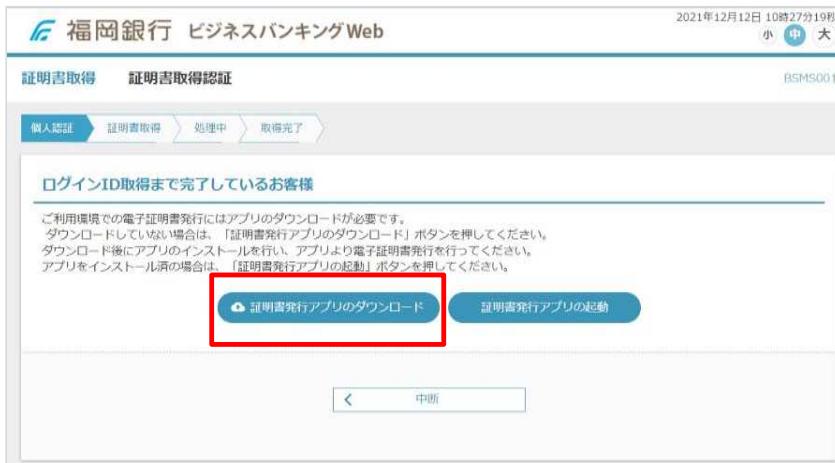 福岡銀行 ビジネスバンキングWeb
2021年12月12日 10時27分19秒
小 中 大
証明書取得 証明書取得認証
BSMS001
個人認証 証明書取得 処理中 取得完了
ログインID取得まで完了しているお客様
ご利用環境での電子証明書発行にはアプリのダウンロードが必要です。
ダウンロードしていない場合は、「証明書発行アプリのダウンロード」ボタンを押してください。
ダウンロード後にアプリのインストールを行い、アプリより電子証明書発行を行ってください。
アプリをインストール済の場合は、「証明書発行アプリの起動」ボタンを押してください。
証明書発行アプリのダウンロード 証明書発行アプリの起動
中断